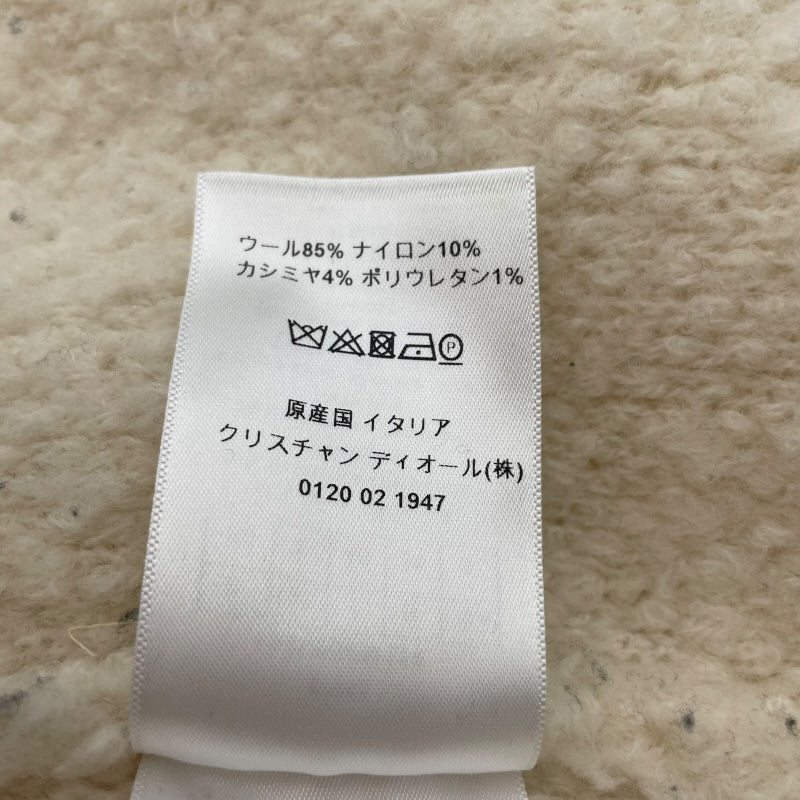 ウール85% ナイロン10%
カシミヤ4% ポリウレタン1%
P
原産国 イタリア
クリスチャン ディオール(株)
0120 02 1947